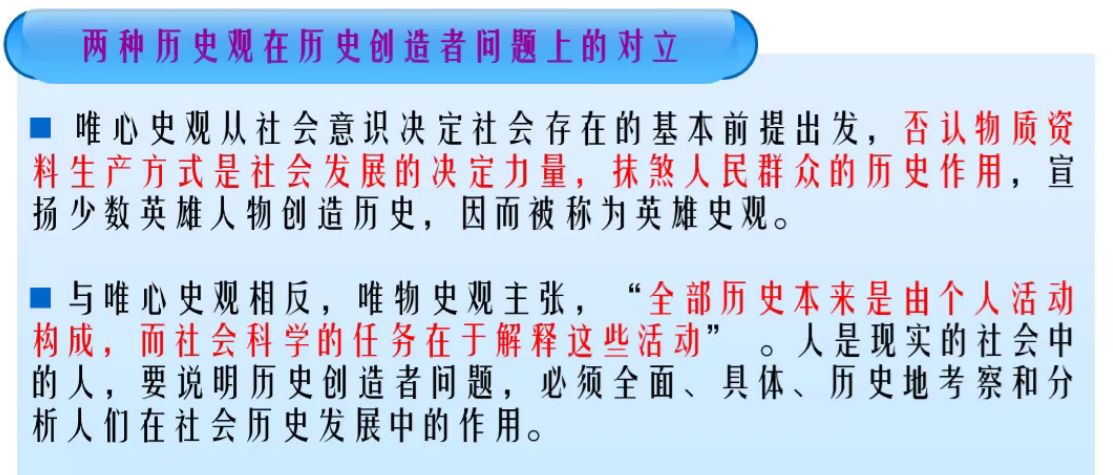 两种历史观在历史创造者问题上的对立
■ 唯心史观从社会意识决定社会存在的基本前提出发，否认物质资
料生产方式是社会发展的决定力量，抹煞人民群众的历史作用，宣
扬少数英雄人物创造历史，因而被称为英雄史观。
■ 与唯心史观相反，唯物史观主张，“全部历史本来是由个人活动
构成，而社会科学的任务在于解释这些活动”。人是现实的社会中
的人，要说明历史创造者问题，必须全面、具体、历史地考察和分
析人们在社会历史发展中的作用。